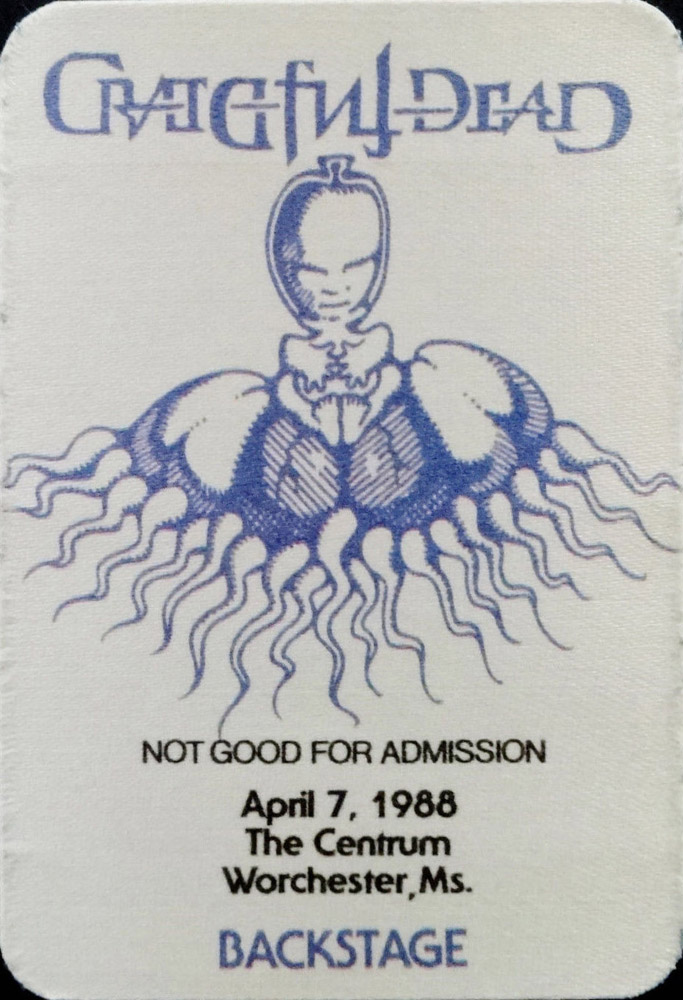 GRATEFUL DEAD
NOT GOOD FOR ADMISSION
April 7, 1988
The Centrum
Worchester, Ms.
BACKSTAGE